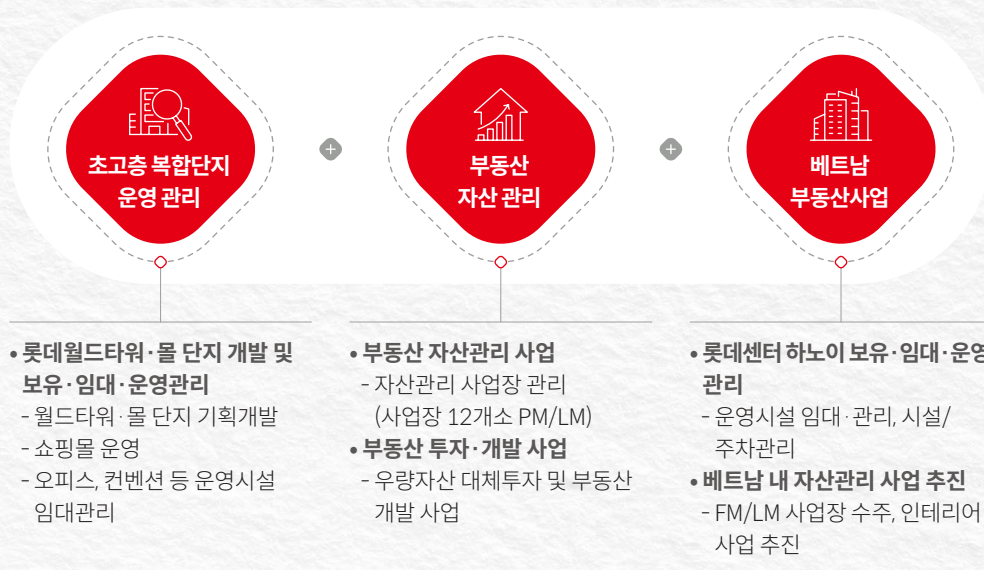 초고층 복합단지
운영 관리
부동산
자산 관리
베트남
부동산사업
• 롯데월드타워·몰 단지 개발 및
보유·임대·운영관리
- 월드타워·몰 단지 기획개발
- 쇼핑몰 운영
- 오피스, 컨벤션 등 운영시설
임대관리
• 부동산 자산관리 사업
- 자산관리 사업장 관리
(사업장 12개소 PM/LM)
• 부동산 투자·개발 사업
- 우량자산 대체투자 및 부동산
개발 사업
• 롯데센터 하노이 보유·임대·운영
관리
- 운영시설 임대·관리, 시설/
주차관리
• 베트남 내 자산관리 사업 추진
- FM/LM 사업장 수주, 인테리어
사업 추진